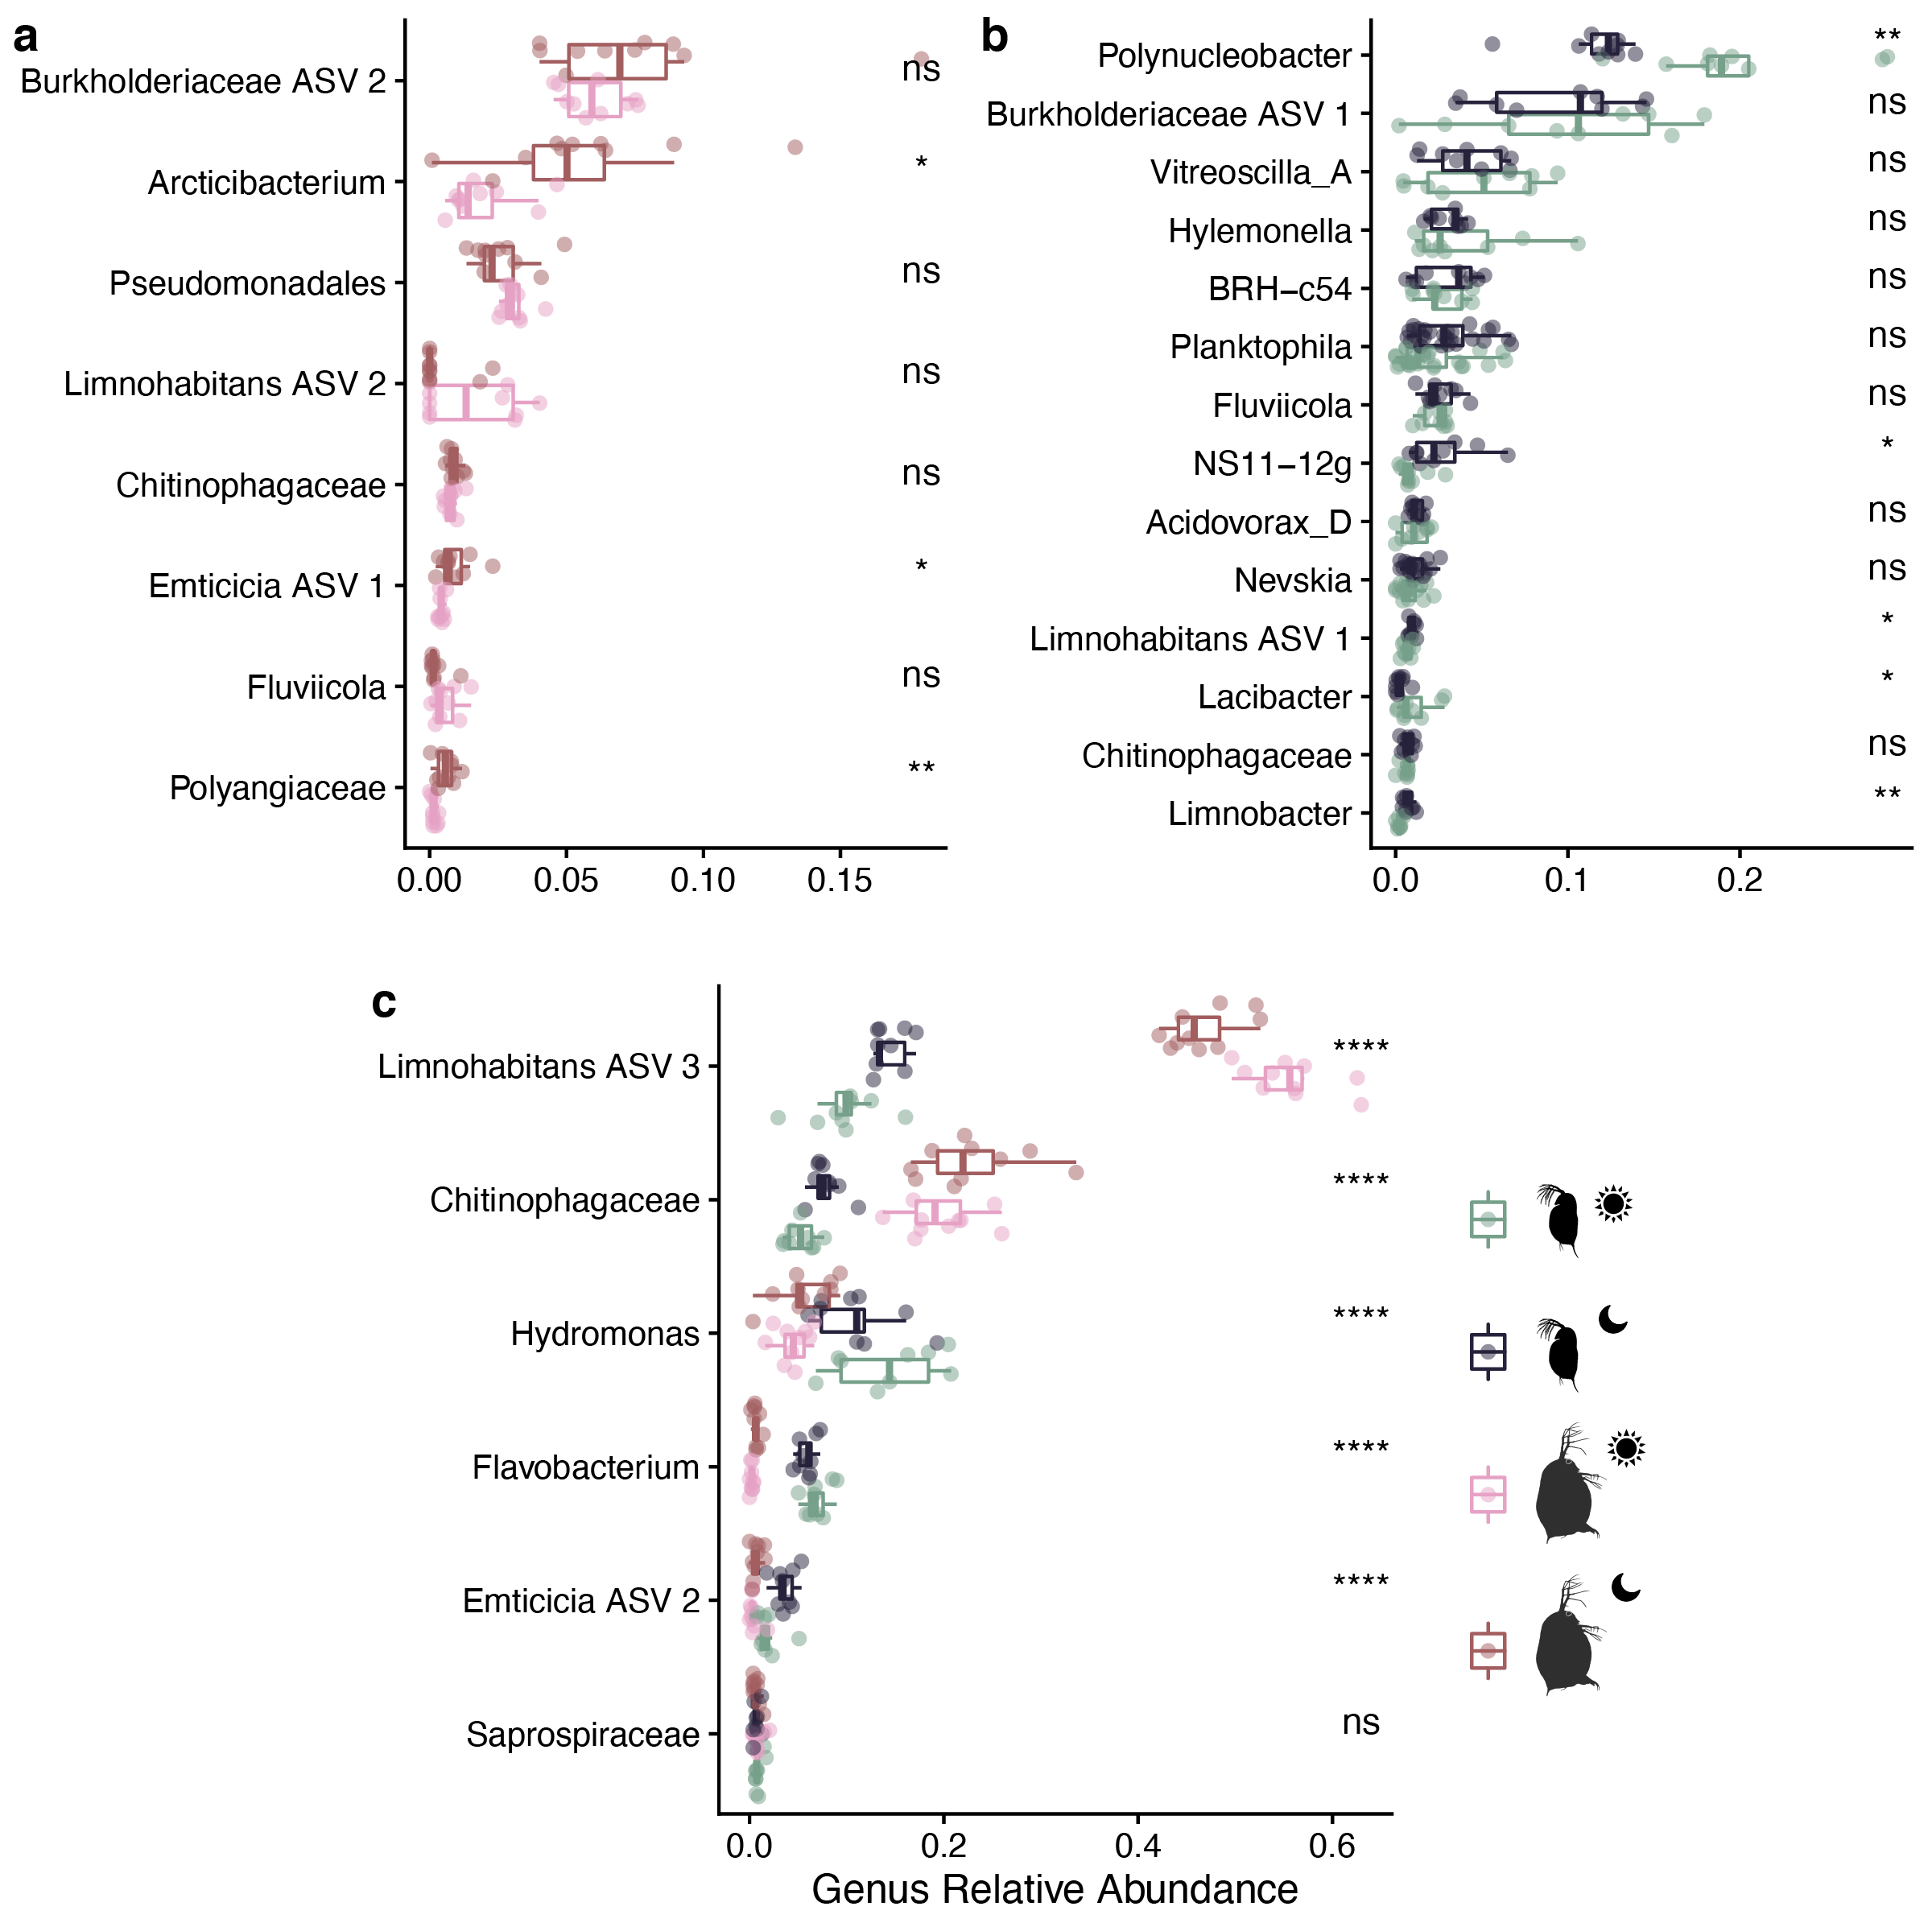 a
Burkholderiaceae ASV 2 ns
Arcticibacterium *
Pseudomonadales ns
Limnohabitans ASV 2 ns
Chitinophagaceae ns
Emticicia ASV 1 *
Fluviicola ns
Polyangiaceae **
0.00 0.05 0.10 0.15
b
Polynucleobacter **
Burkholderiaceae ASV 1 ns
Vitreoscilla_A ns
Hylemonella ns
BRH−c54 ns
Planktophila ns
Fluviicola ns
NS11−12g *
Acidovorax_D ns
Nevskia ns
Limnohabitans ASV 1 *
Lacibacter *
Chitinophagaceae ns
Limnobacter **
0.0 0.1 0.2
c
Limnohabitans ASV 3 ****
Chitinophagaceae ****
Hydromonas ****
Flavobacterium ****
Emticicia ASV 2 ****
Saprospiraceae ns
0.0 0.2 0.4 0.6
Genus Relative Abundance